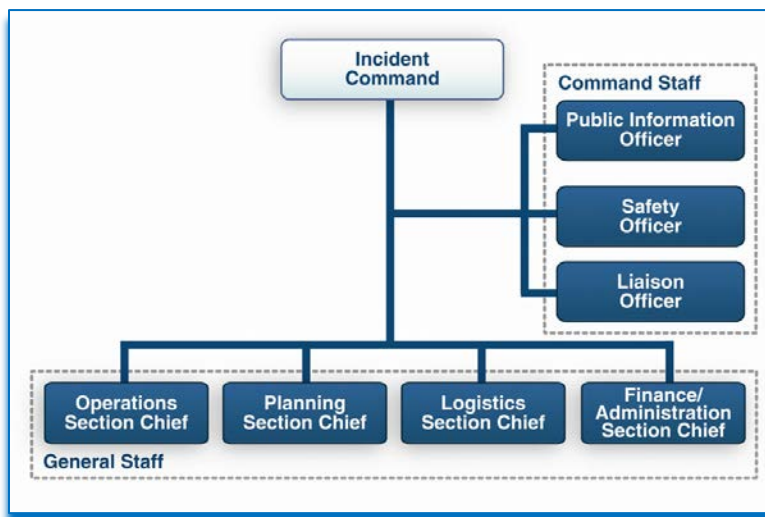 Incident
Command
Command Staff
Public Information
Officer
Safety
Officer
Liaison
Officer
Operations
Section Chief
Planning
Section Chief
Logistics
Section Chief
Finance/
Administration
Section Chief
General Staff